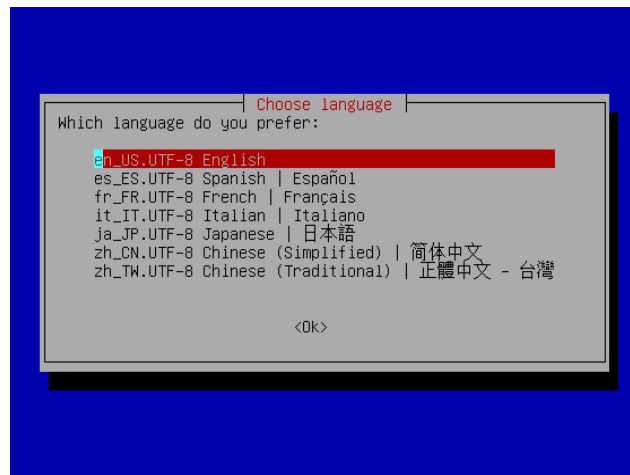 Choose language
Which language do you prefer:
en_US.UTF-8 English
es_ES.UTF-8 Spanish | Español
fr_FR.UTF-8 French | Français
it_IT.UTF-8 Italian | Italiano
ja_JP.UTF-8 Japanese | 日本語
zh_CN.UTF-8 Chinese (Simplified) | 简体中文
zh_TW.UTF-8 Chinese (Traditional) | 正體中文 - 台灣
<Ok>